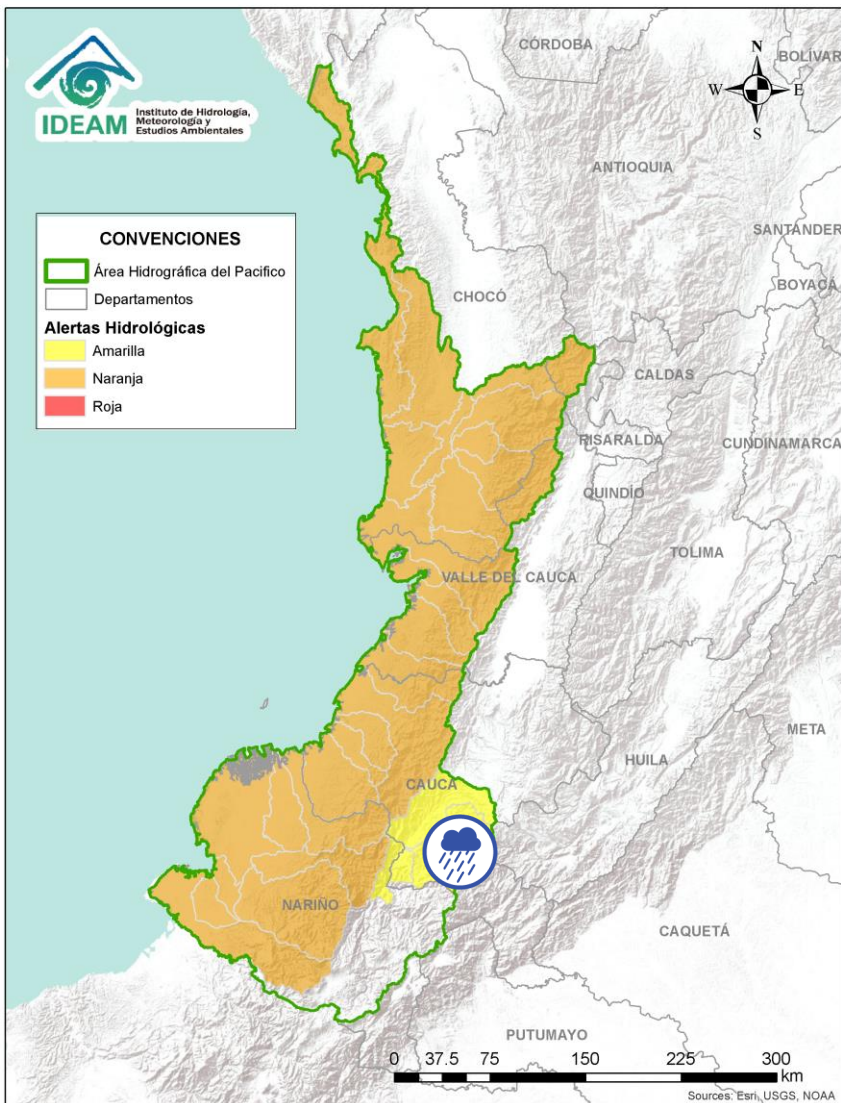 IDEAM
Instituto de Hidrología,
Meteorología y
Estudios Ambientales
CÓRDOBA
BOLÍVAR
N
W
E
S
ANTIOQUIA
SANTANDER
BOYACÁ
CONVENCIONES
Área Hidrográfica del Pacifico
Departamentos
Alertas Hidrológicas
Amarilla
Naranja
Roja
CHOCÓ
CALDAS
RISARALDA
CUNDINAMARCA
QUINDÍO
TOLIMA
VALLE DEL CAUCA
META
HUILA
CAUCA
NARIÑO
CAQUETÁ
PUTUMAYO
0 37.5 75 150 225 300
km
Sources: Esri, USGS, NOAA